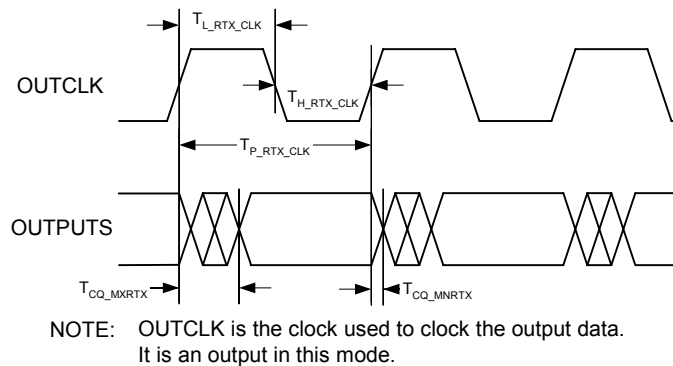 T_L_RTX_CLK
OUTCLK
T_H_RTX_CLK
T_P_RTX_CLK
OUTPUTS
T_CQ_MXRTX
T_CQ_MNRTX
NOTE: OUTCLK is the clock used to clock the output data.
It is an output in this mode.